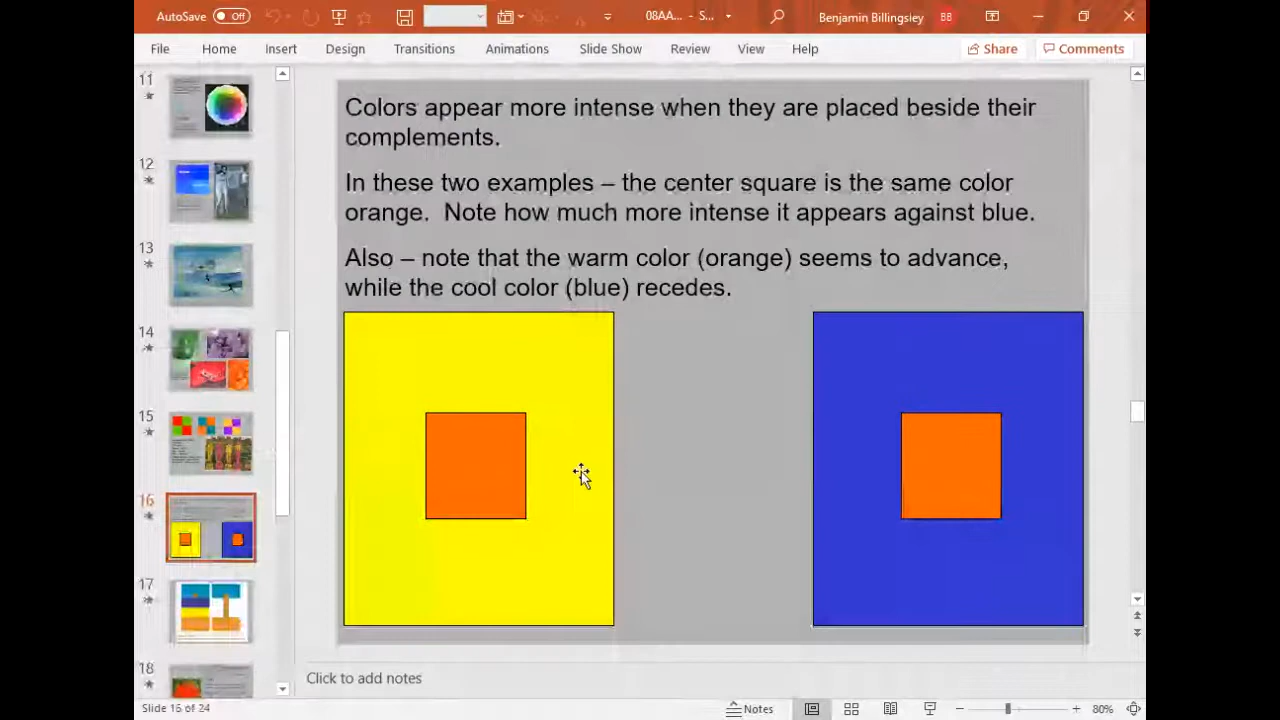 AutoSave Off 08AA... - S... Benjamin Billingsley BB
File Home Insert Design Transitions Animations Slide Show Review View Help Share Comments
11
12
13
14
15
16
17
18
Colors appear more intense when they are placed beside their
complements.
In these two examples – the center square is the same color
orange. Note how much more intense it appears against blue.
Also – note that the warm color (orange) seems to advance,
while the cool color (blue) recedes.
Click to add notes
Slide 16 of 24 Notes 80%